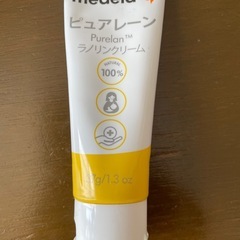 medela
ピュアレーン
Purelan™
ラノリンクリーム
NATURAL
100%
g/1.3 oz